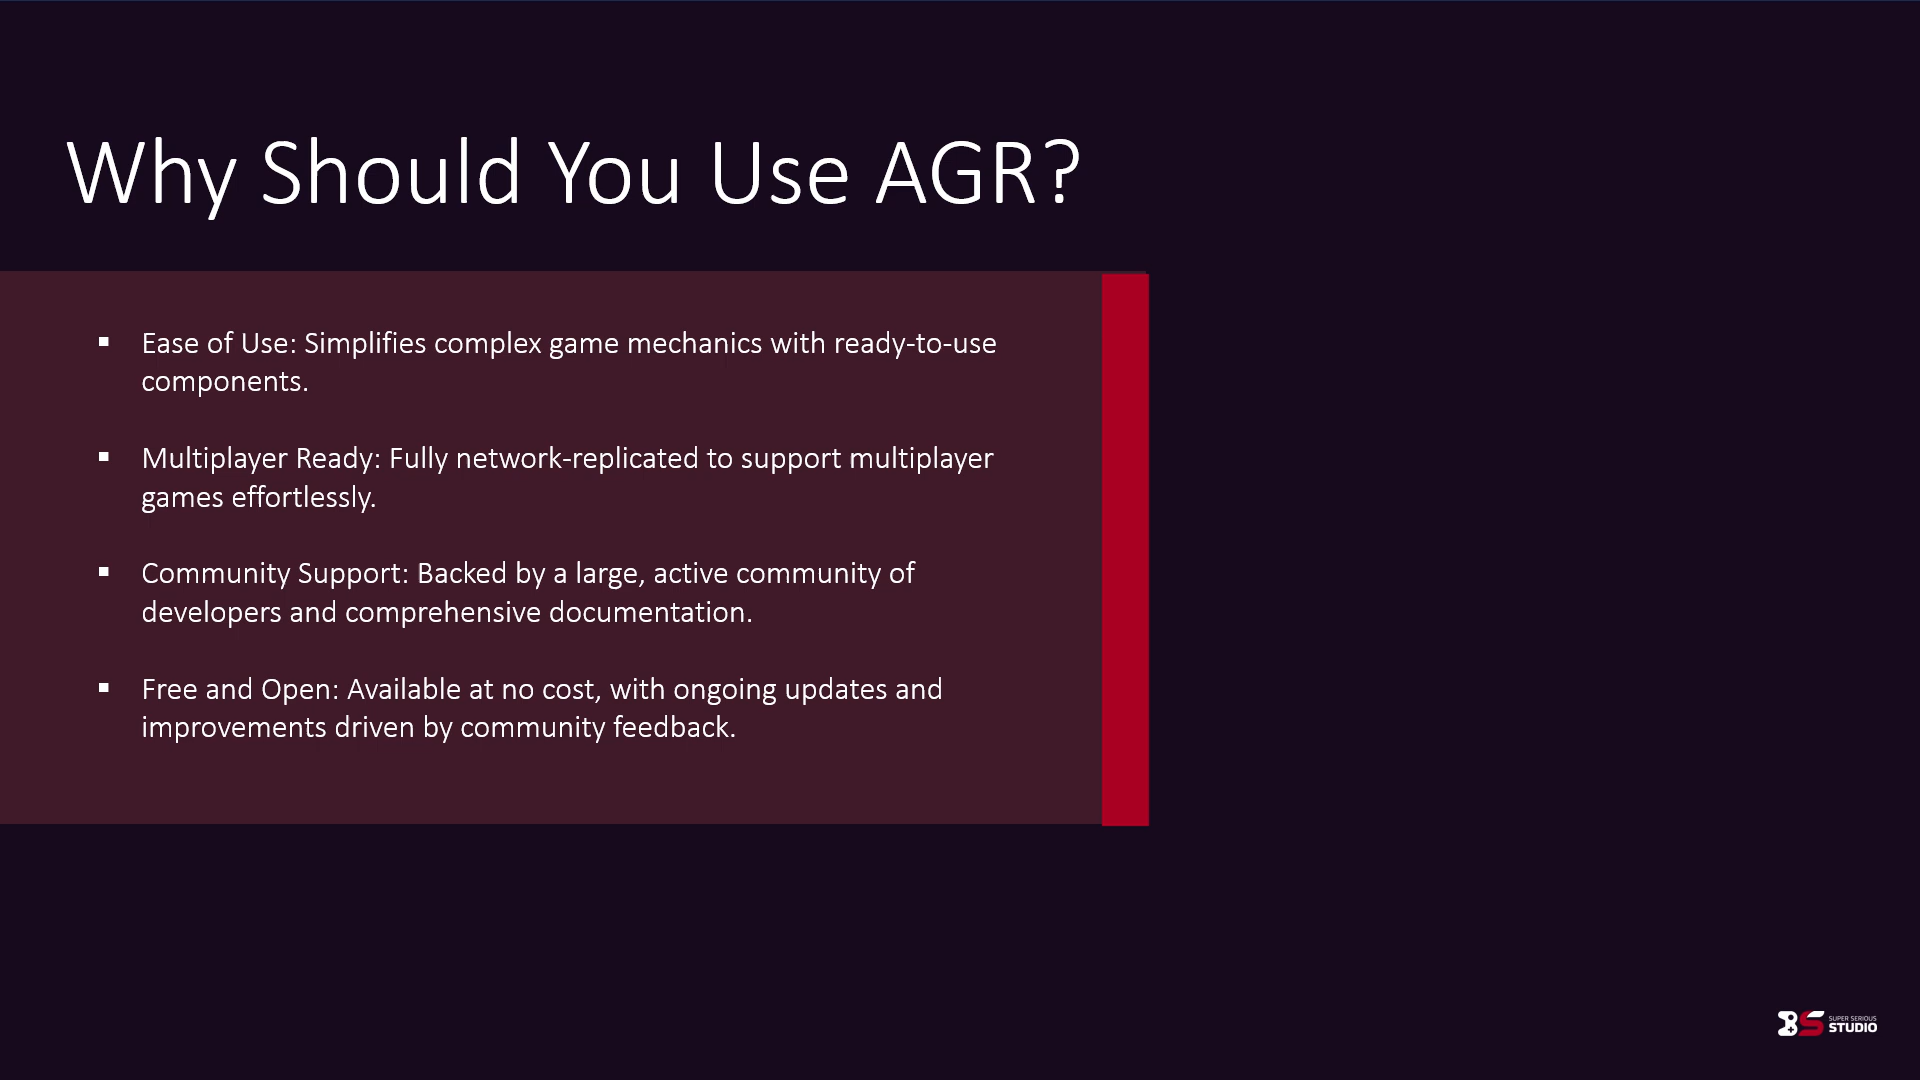 Why Should You Use AGR?
▪ Ease of Use: Simplifies complex game mechanics with ready-to-use
components.
▪ Multiplayer Ready: Fully network-replicated to support multiplayer
games effortlessly.
▪ Community Support: Backed by a large, active community of
developers and comprehensive documentation.
▪ Free and Open: Available at no cost, with ongoing updates and
improvements driven by community feedback.
SUPER SERIOUS
STUDIO